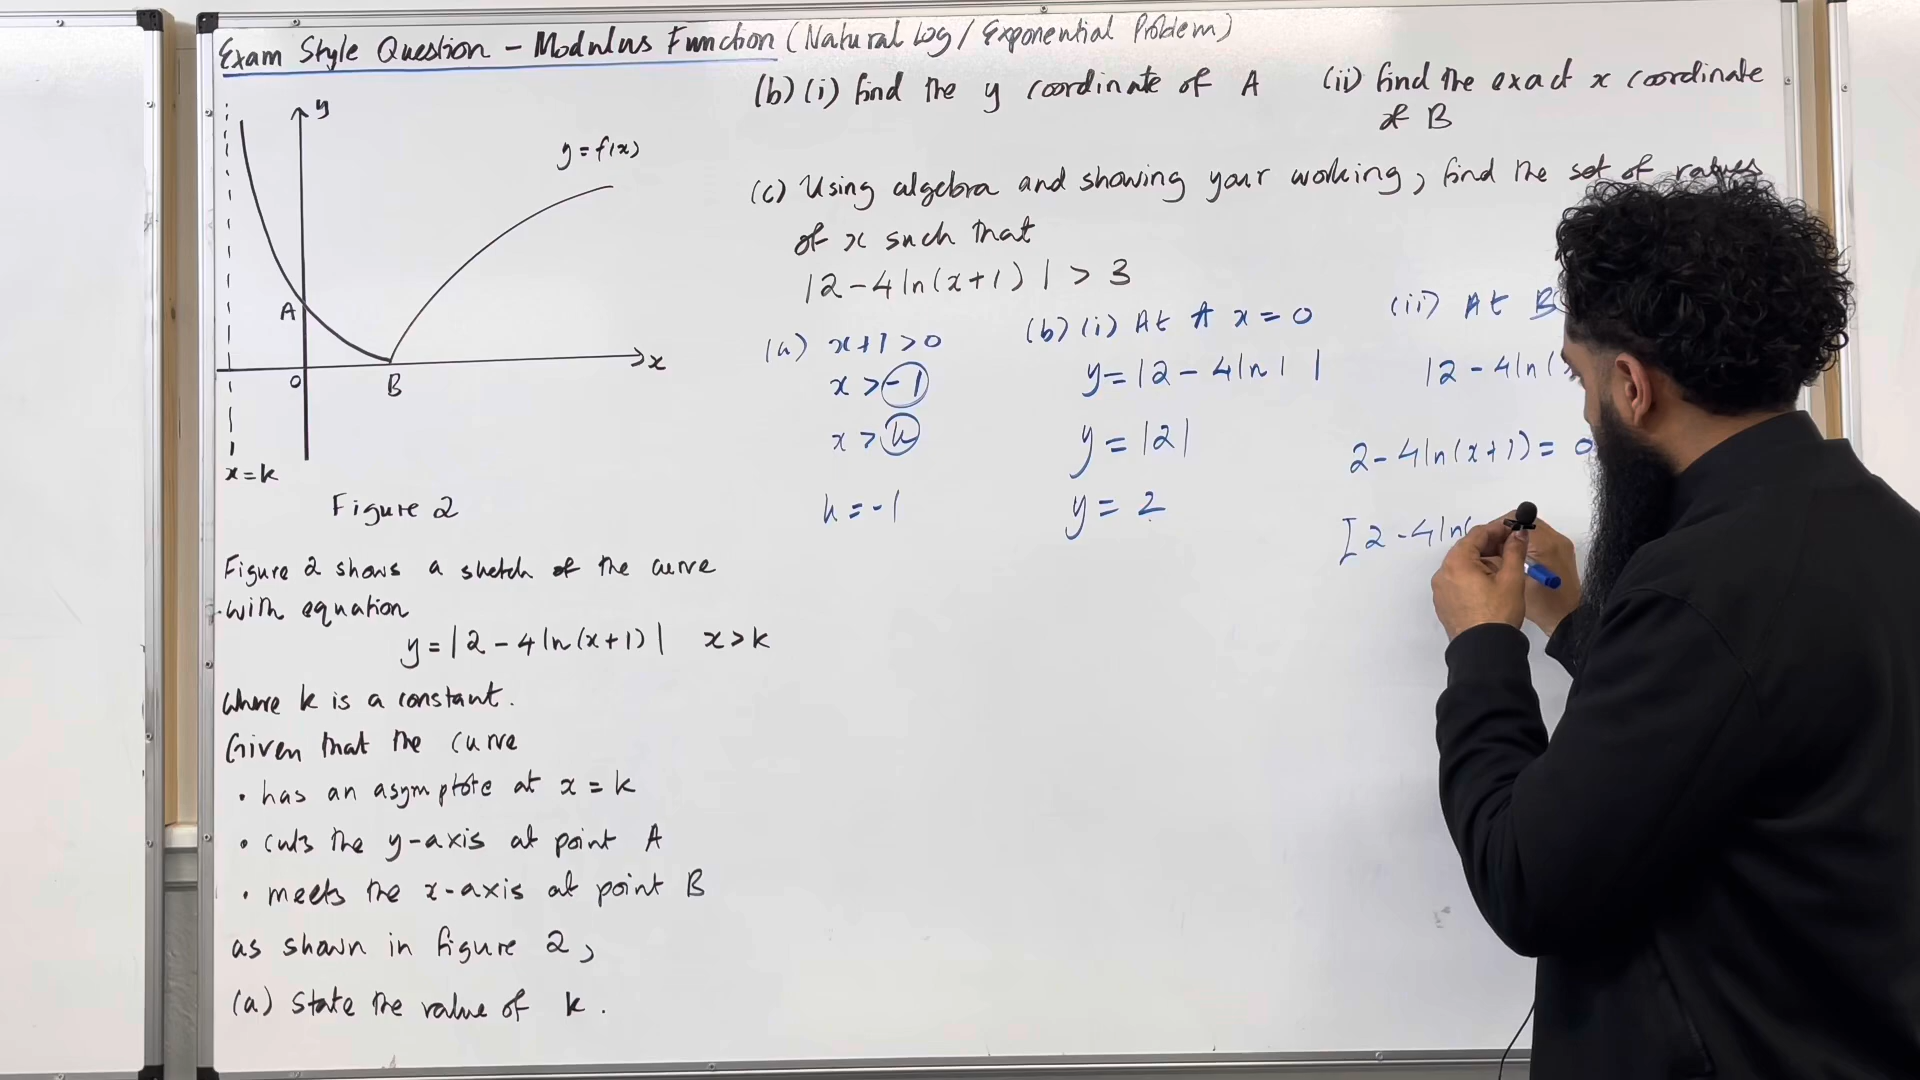 Exam Style Question - Modulus Function (Natural Log / Exponential Problem)
y
y = f(x)
A
O
B
x
x = k
Figure 2
Figure 2 shows a sketch of the curve
with equation
y = |2 - 4 ln(x+1)| x > k
where k is a constant.
Given that the curve
• has an asymptote at x = k
• cuts the y-axis at point A
• meets the x-axis at point B
as shown in figure 2,
(a) State the value of k.
(b) (i) find the y coordinate of A
(ii) find the exact x coordinate
of B
(c) Using algebra and showing your working, find the set of values
of x such that
|2 - 4 ln(x+1)| > 3
(a) x+1 > 0
x > -1
x > k
k = -1
(b) (i) At A x = 0
y = |2 - 4 ln 1|
y = |2|
y = 2
(ii) At B
|2 - 4 ln(
2 - 4 ln(x+1) = 0
[2 - 4 ln(